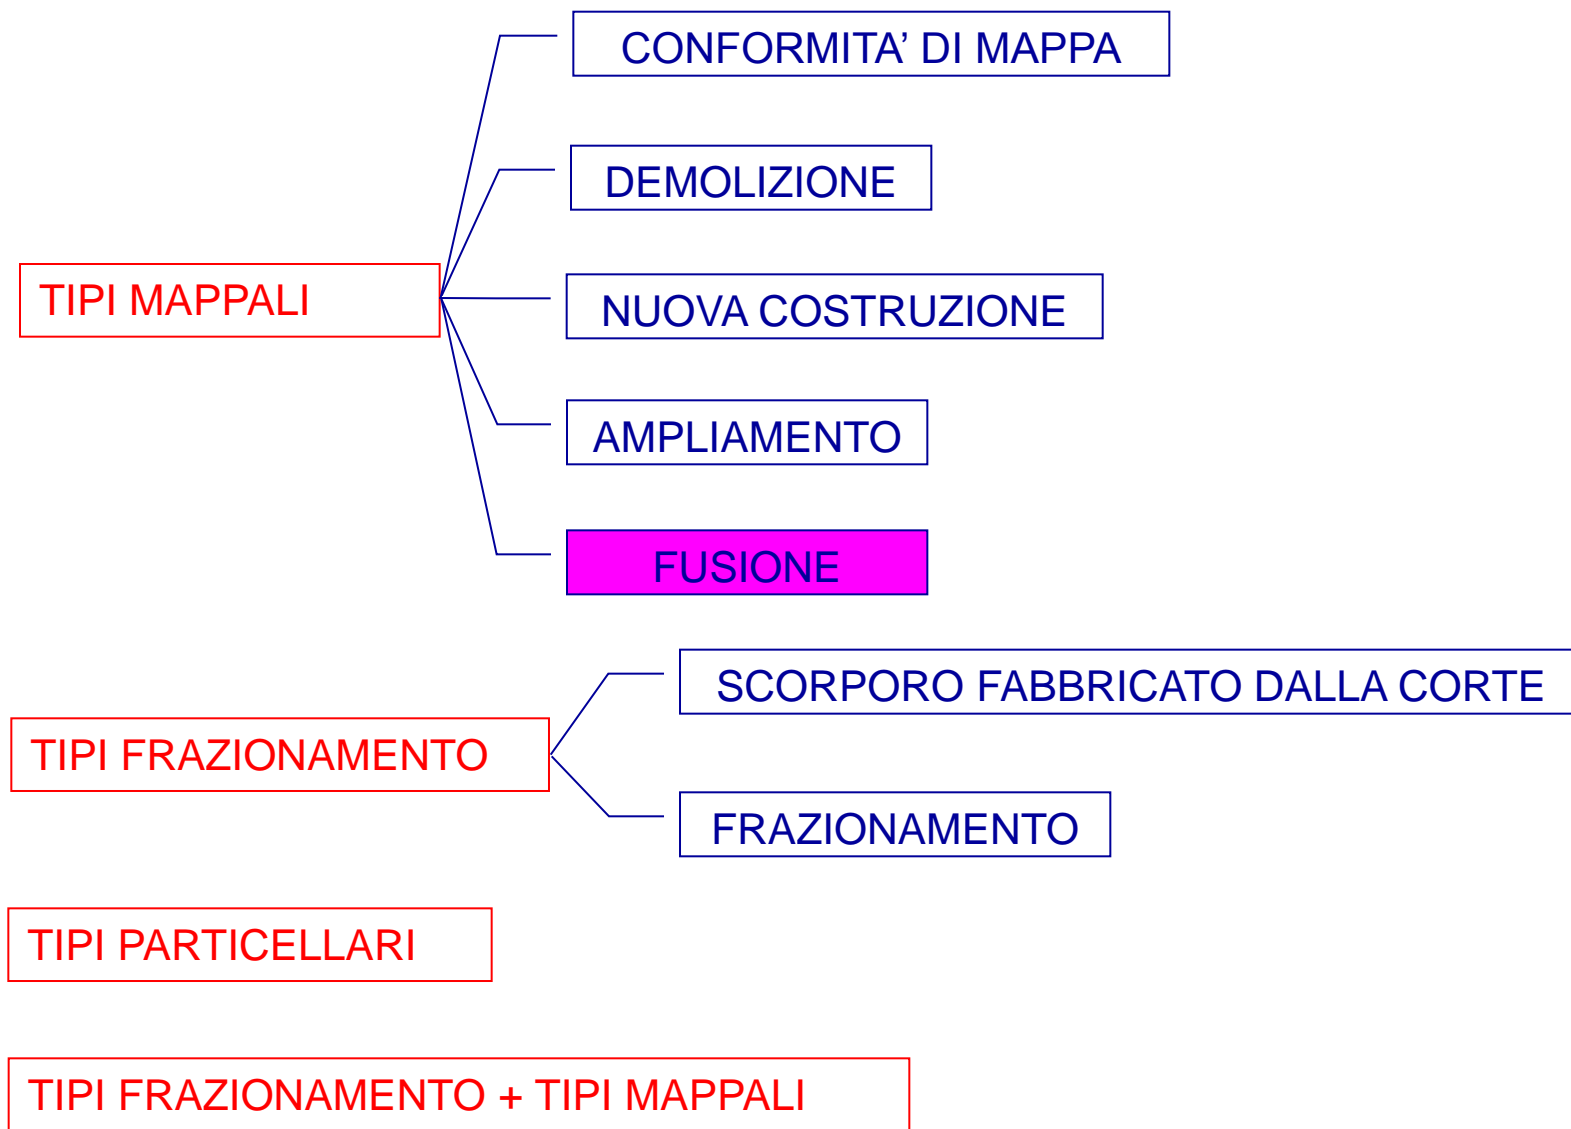 CONFORMITA’ DI MAPPA
DEMOLIZIONE
TIPI MAPPALI
NUOVA COSTRUZIONE
AMPLIAMENTO
FUSIONE
SCORPORO FABBRICATO DALLA CORTE
TIPI FRAZIONAMENTO
FRAZIONAMENTO
TIPI PARTICELLARI
TIPI FRAZIONAMENTO + TIPI MAPPALI